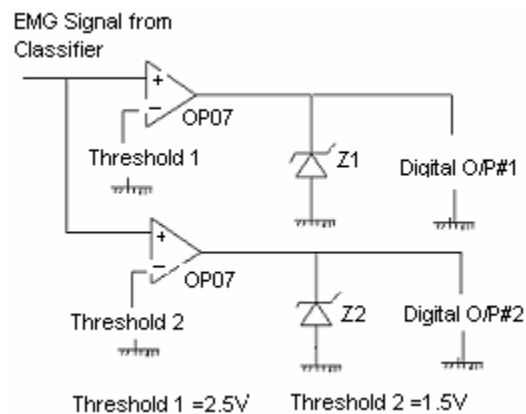 EMG Signal from
Classifier
+
−
OP07
Threshold 1
Z1
Digital O/P#1
+
−
OP07
Threshold 2
Z2
Digital O/P#2
Threshold 1 =2.5V Threshold 2 =1.5V